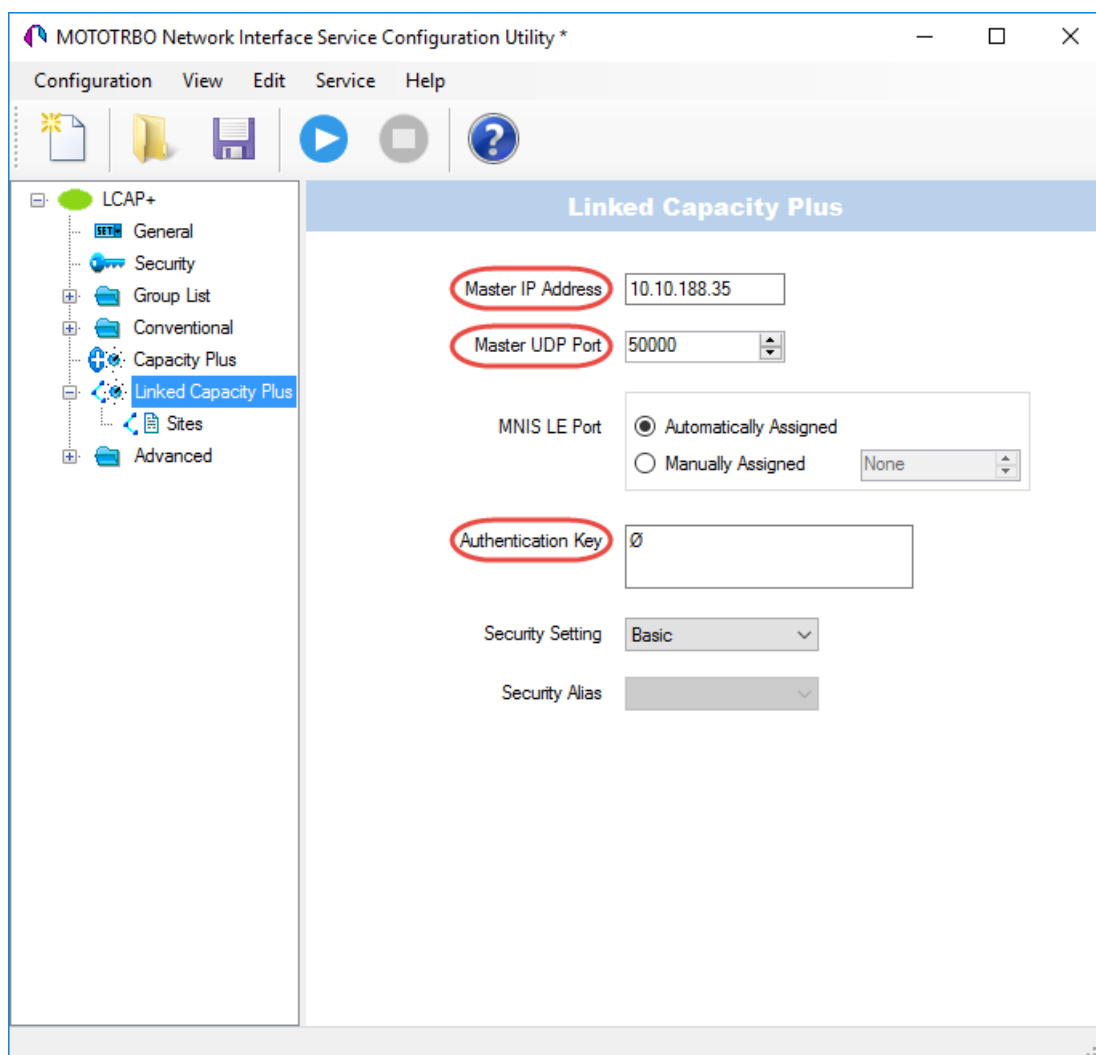 MOTOTRBO Network Interface Service Configuration Utility *
Configuration View Edit Service Help
LCAP+
SET General
Security
Group List
Conventional
Capacity Plus
Linked Capacity Plus
Sites
Advanced
Linked Capacity Plus
Master IP Address 10.10.188.35
Master UDP Port 50000
MNIS LE Port Automatically Assigned
Manually Assigned None
Authentication Key Ø
Security Setting Basic
Security Alias